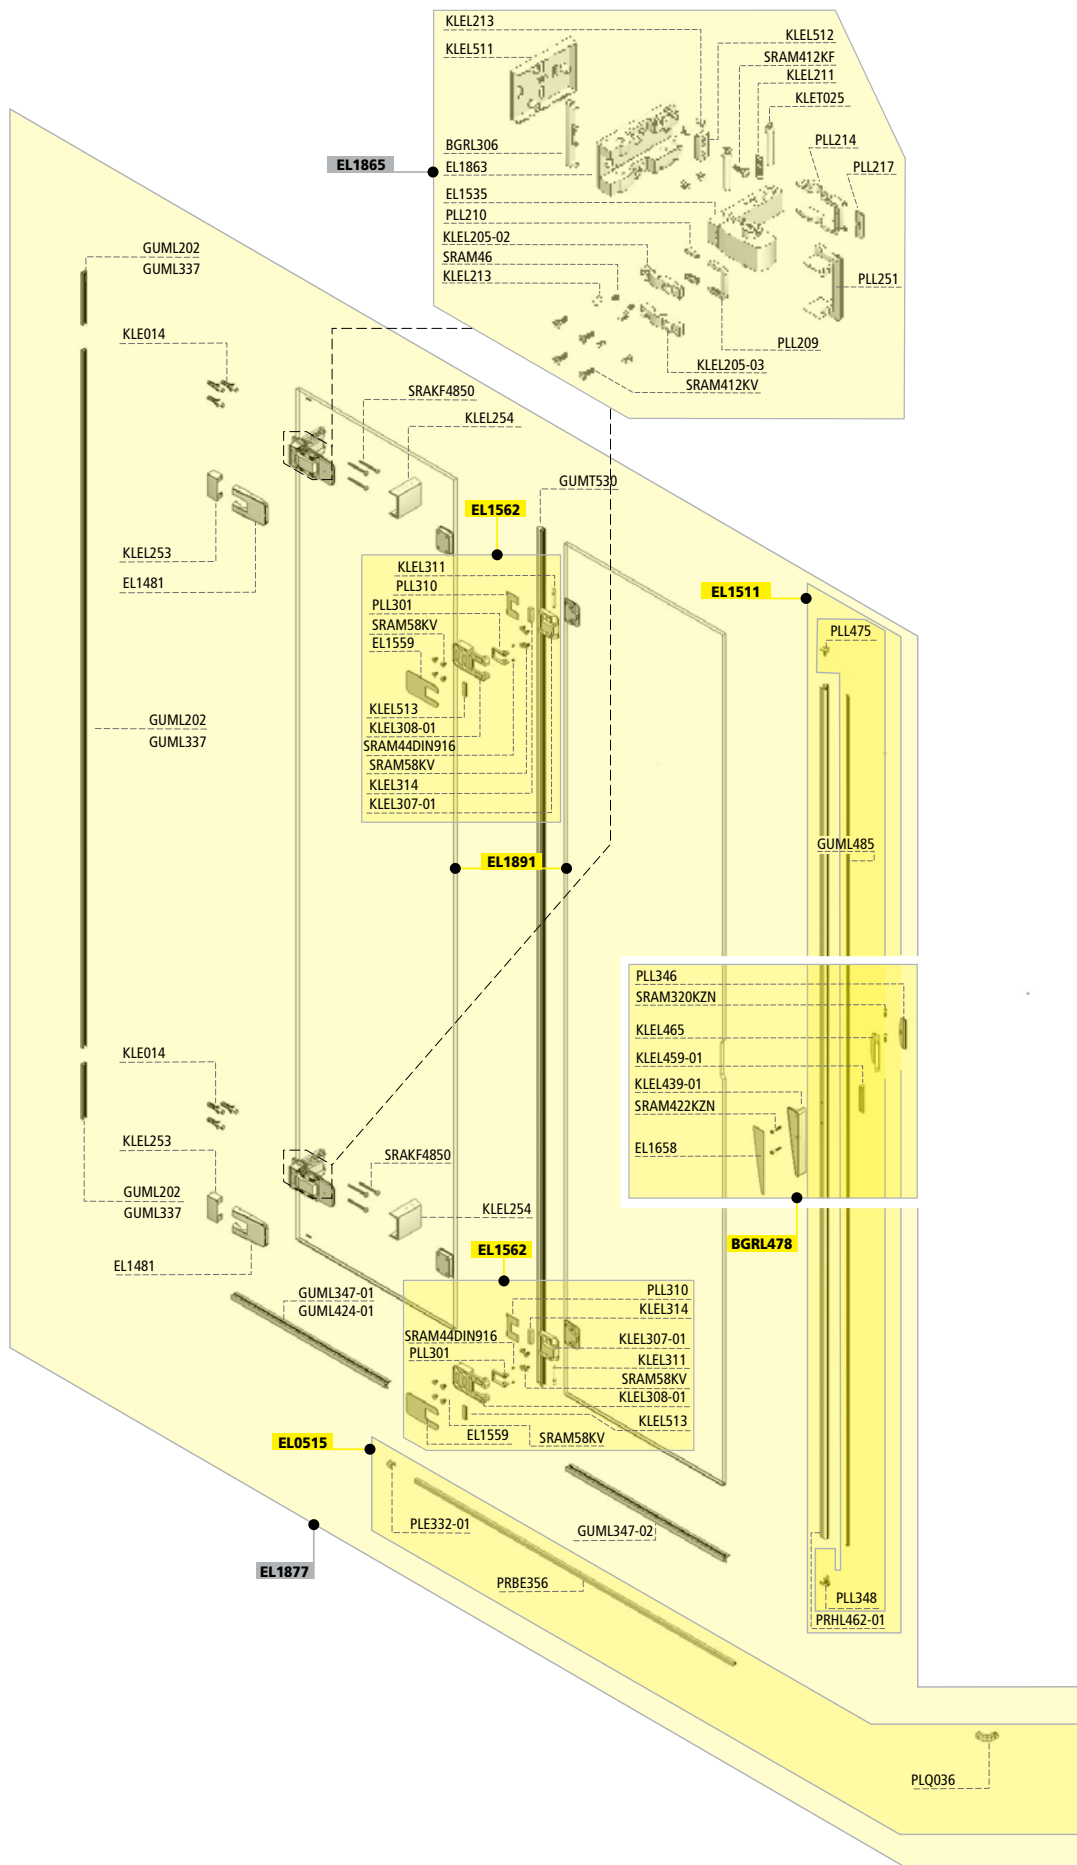 KLEL213
KLEL511
KLEL512
SRAM412KF
KLEL211
KLET025
PLL214
PLL217
BGRL306
EL1865
EL1863
EL1535
PLL210
KLEL205-02
SRAM46
KLEL213
PLL251
PLL209
KLEL205-03
SRAM412KV
GUML202
GUML337
KLE014
SRAKF4850
KLEL254
GUMT530
EL1562
KLEL253
EL1481
KLEL311
PLL310
PLL301
SRAM58KV
EL1559
KLEL513
KLEL308-01
SRAM44DIN916
SRAM58KV
KLEL314
KLEL307-01
EL1511
PLL475
GUML202
GUML337
GUML485
EL1891
PLL346
SRAM320KZN
KLEL465
KLEL459-01
KLEL439-01
SRAM422KZN
EL1658
BGRL478
KLE014
KLEL253
SRAKF4850
GUML202
GUML337
KLEL254
EL1562
EL1481
GUML347-01
GUML424-01
PLL310
KLEL314
SRAM44DIN916
KLEL307-01
PLL301
KLEL311
SRAM58KV
KLEL308-01
KLEL513
EL1559
SRAM58KV
EL0515
PLE332-01
GUML347-02
EL1877
PRBE356
PLL348
PRHL462-01
PLQ036